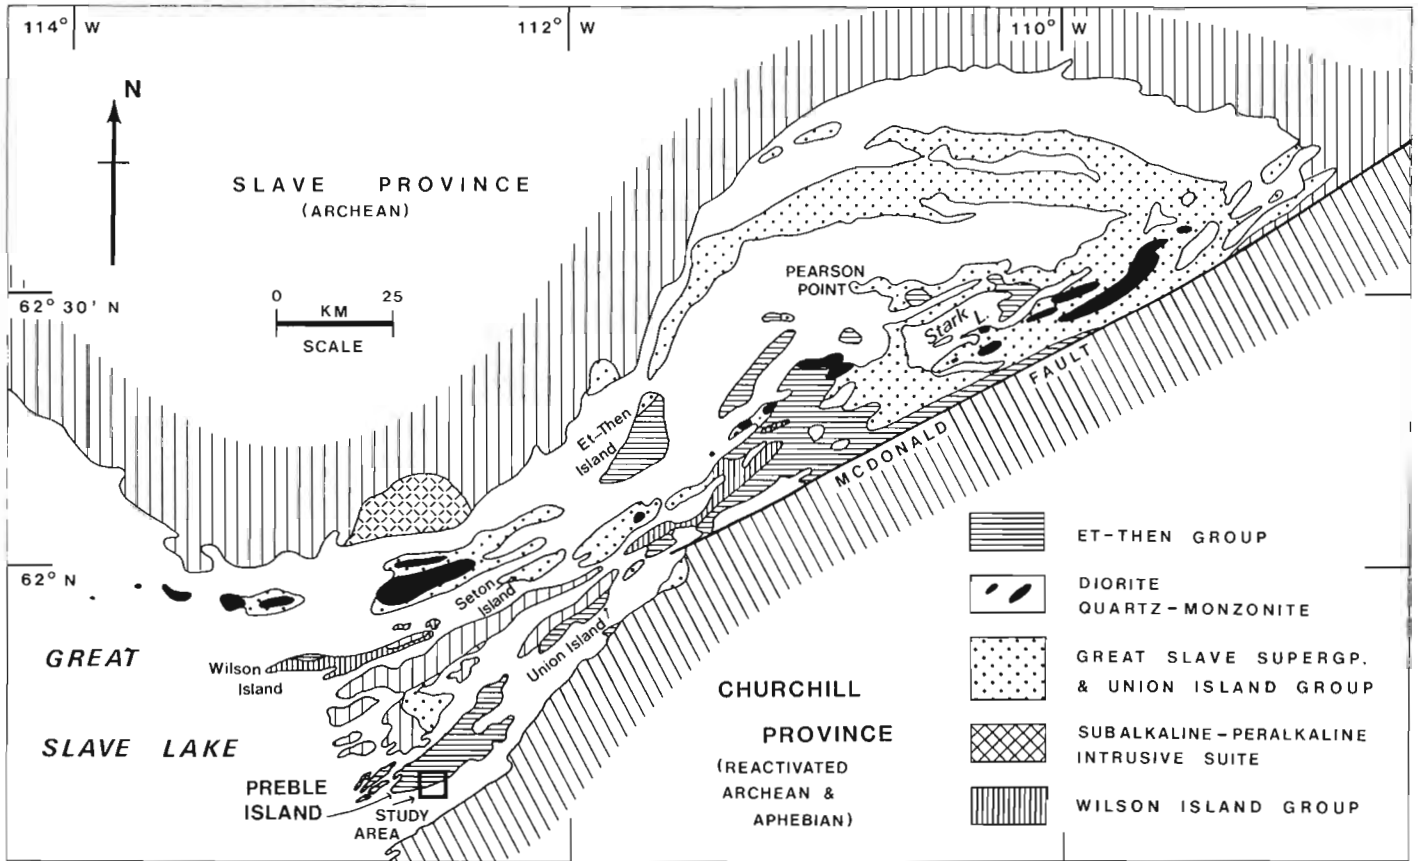 114° W
112° W
110° W
N
SLAVE PROVINCE
(ARCHEAN)
PEARSON
POINT
62° 30' N
0 25
KM
SCALE
Stark L.
FAULT
MCDONALD
Et-Then
Island
ET-THEN GROUP
62° N
DIORITE
QUARTZ-MONZONITE
Seton
Island
GREAT
Wilson
Island
Union Island
GREAT SLAVE SUPERGP.
& UNION ISLAND GROUP
CHURCHILL
PROVINCE
(REACTIVATED
ARCHEAN &
APHEBIAN)
SLAVE LAKE
SUBALKALINE-PERALKALINE
INTRUSIVE SUITE
PREBLE
ISLAND
STUDY
AREA
WILSON ISLAND GROUP